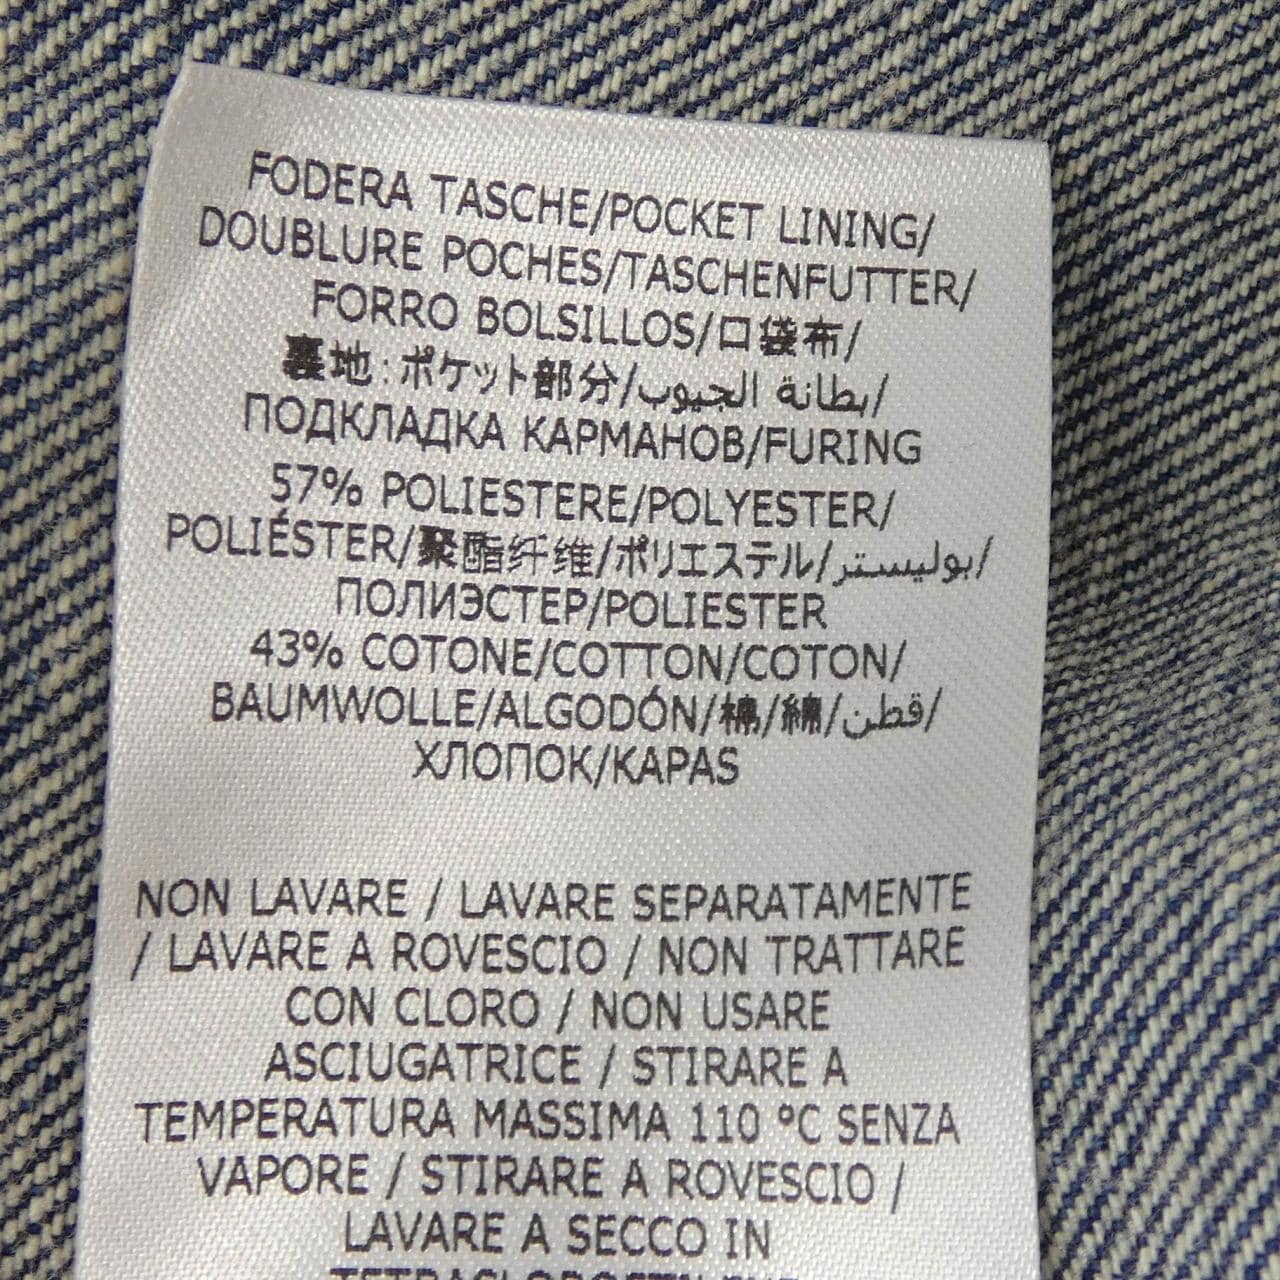 FODERA TASCHE/POCKET LINING/
DOUBLURE POCHES/TASCHENFUTTER/
FORRO BOLSILLOS/口袋布/
裏地:ポケット部分/بطانة الجيوب/
ПОДКЛАДКА КАРМАНОВ/FURING
57% POLIESTERE/POLYESTER/
POLIÉSTER/聚酯纤维/ポリエステル/بوليستر/
ПОЛИЭСТЕР/POLIESTER
43% COTONE/COTTON/COTON/
BAUMWOLLE/ALGODÓN/棉/綿/قطن/
ХЛОПОК/KAPAS
NON LAVARE / LAVARE SEPARATAMENTE
/ LAVARE A ROVESCIO / NON TRATTARE
CON CLORO / NON USARE
ASCIUGATRICE / STIRARE A
TEMPERATURA MASSIMA 110 ºC SENZA
VAPORE / STIRARE A ROVESCIO /
LAVARE A SECCO IN